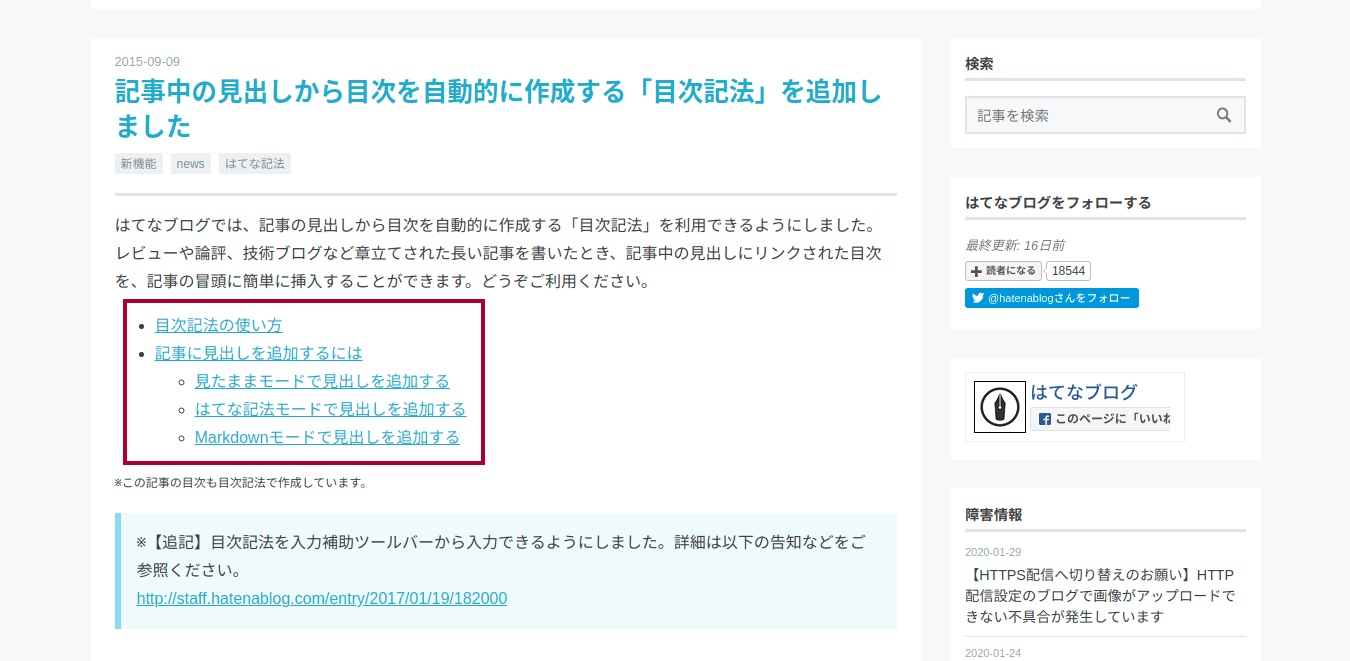 2015-09-09
記事中の見出しから目次を自動的に作成する「目次記法」を追加し
ました
新機能 news はてな記法
はてなブログでは、記事の見出しから目次を自動的に作成する「目次記法」を利用できるようにしました。
レビューや論評、技術ブログなど章立てされた長い記事を書いたとき、記事中の見出しにリンクされた目次
を、記事の冒頭に簡単に挿入することができます。どうぞご利用ください。
目次記法の使い方
記事に見出しを追加するには
見たままモードで見出しを追加する
はてな記法モードで見出しを追加する
Markdownモードで見出しを追加する
※この記事の目次も目次記法で作成しています。
※【追記】目次記法を入力補助ツールバーから入力できるようにしました。詳細は以下の告知などをご
参照ください。
http://staff.hatenablog.com/entry/2017/01/19/182000
検索
記事を検索
はてなブログをフォローする
最終更新: 16日前
読者になる 18544
@hatenablogさんをフォロー
はてなブログ
このページに「いいね
障害情報
2020-01-29
【HTTPS配信へ切り替えのお願い】HTTP
配信設定のブログで画像がアップロードで
きない不具合が発生しています
2020-01-24